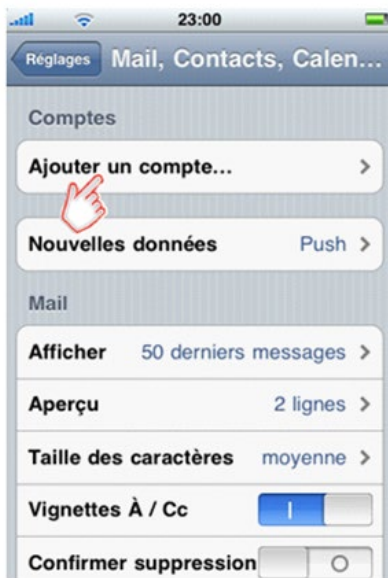 23:00
Réglages Mail, Contacts, Calen...
Comptes
Ajouter un compte...
Nouvelles données Push
Mail
Afficher 50 derniers messages
Aperçu 2 lignes
Taille des caractères moyenne
Vignettes À / Cc
Confirmer suppression